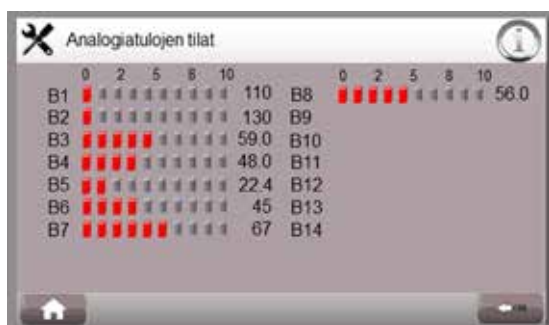 Analogiatulojen tilat
0 2 5 8 10
B1 110
B2 130
B3 59.0
B4 48.0
B5 22.4
B6 45
B7 67
0 2 5 8 10
B8 56.0
B9
B10
B11
B12
B13
B14